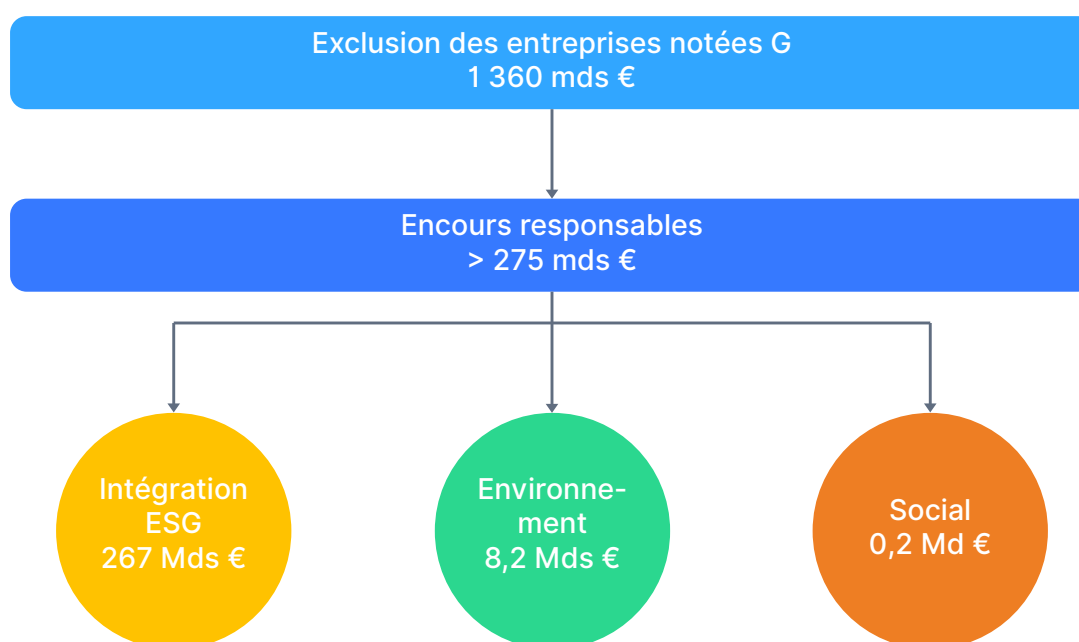 Exclusion des entreprises notées G
1 360 mds €
Encours responsables
> 275 mds €
Intégration
ESG
267 Mds €
Environne-
ment
8,2 Mds €
Social
0,2 Md €